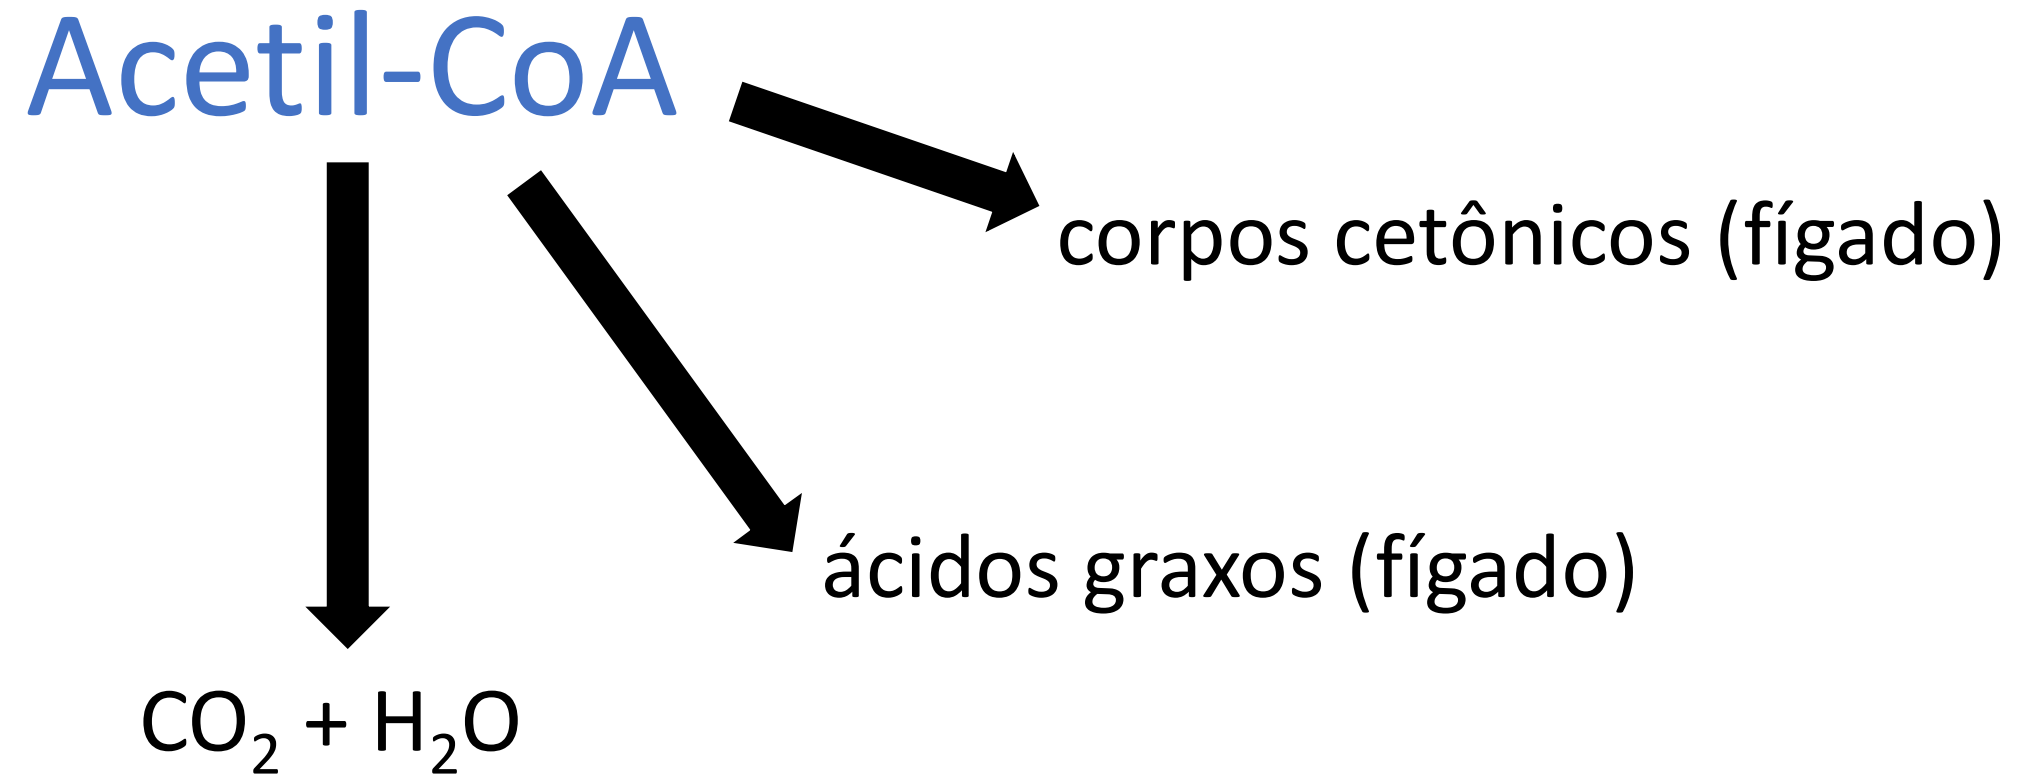 Acetil-CoA
corpos cetônicos (fígado)
ácidos graxos (fígado)
CO₂ + H₂O